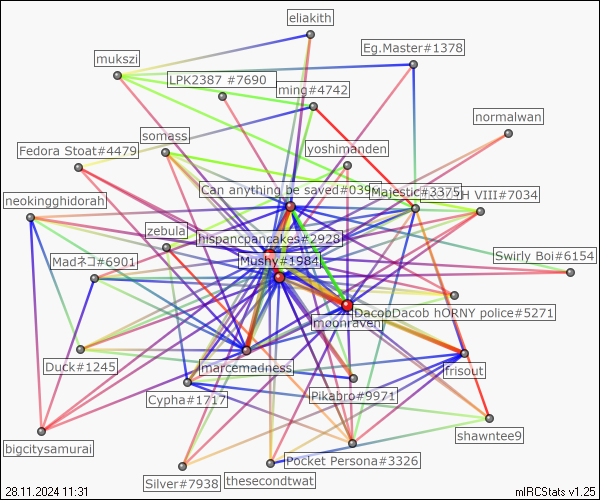 eliakith
Eg.Master#1378
mukszi
LPK2387 #7690
ming#4742
normalwan
somass
Fedora Stoat#4479
yoshimanden
Can anything be saved#039
Majestic#3375
H VIII#7034
neokingghidorah
zebula
hispancpancakes#2928
Swirly Boi#6154
Madネコ#6901
Mushy#1984
DacobDacob hORNY police#5271
moonraven
Duck#1245
marcemadness
frisout
Cypha#1717
Pikabro#9971
shawntee9
bigcitysamurai
Pocket Persona#3326
Silver#7938
thesecondtwat
28.11.2024 11:31
mIRCStats v1.25